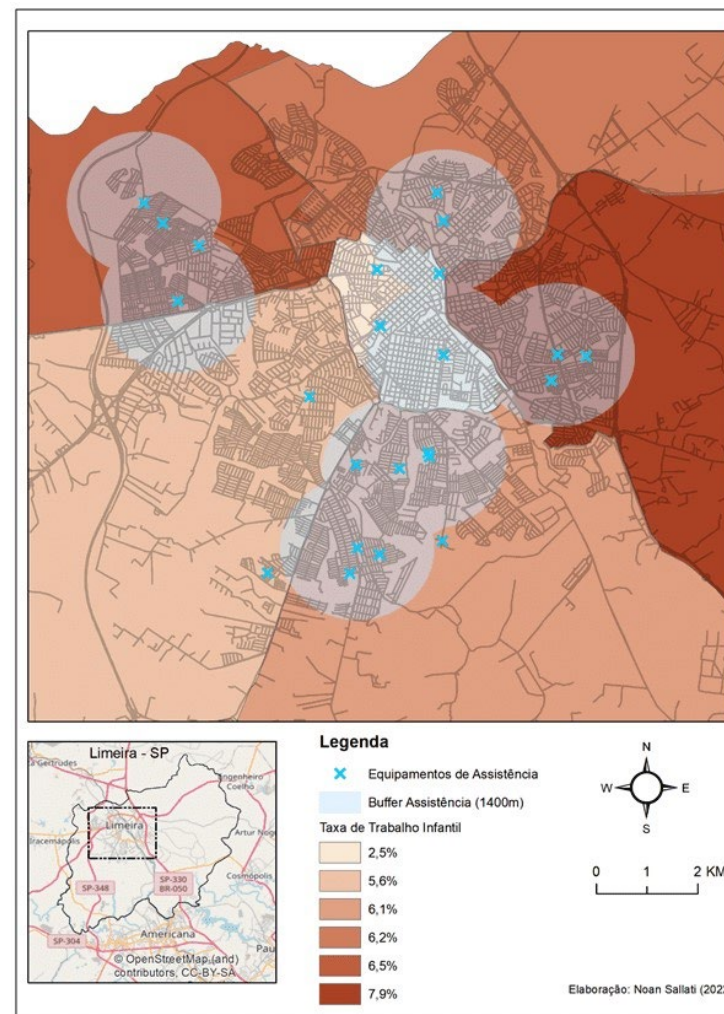 Limeira - SP
Gertrudes
Engenheiro
Coelho
Limeira
Iracemápolis
Artur Nog
SP-330
BR-050
Cosmópolis
SP-348
SP-304
Americana
Pau
© OpenStreetMap (and)
contributors, CC-BY-SA
Legenda
Equipamentos de Assistência
Buffer Assistência (1400m)
Taxa de Trabalho Infantil
2,5%
5,6%
6,1%
6,2%
6,5%
7,9%
N
W E
S
0 1 2 KM
Elaboração: Noan Sallati (2022